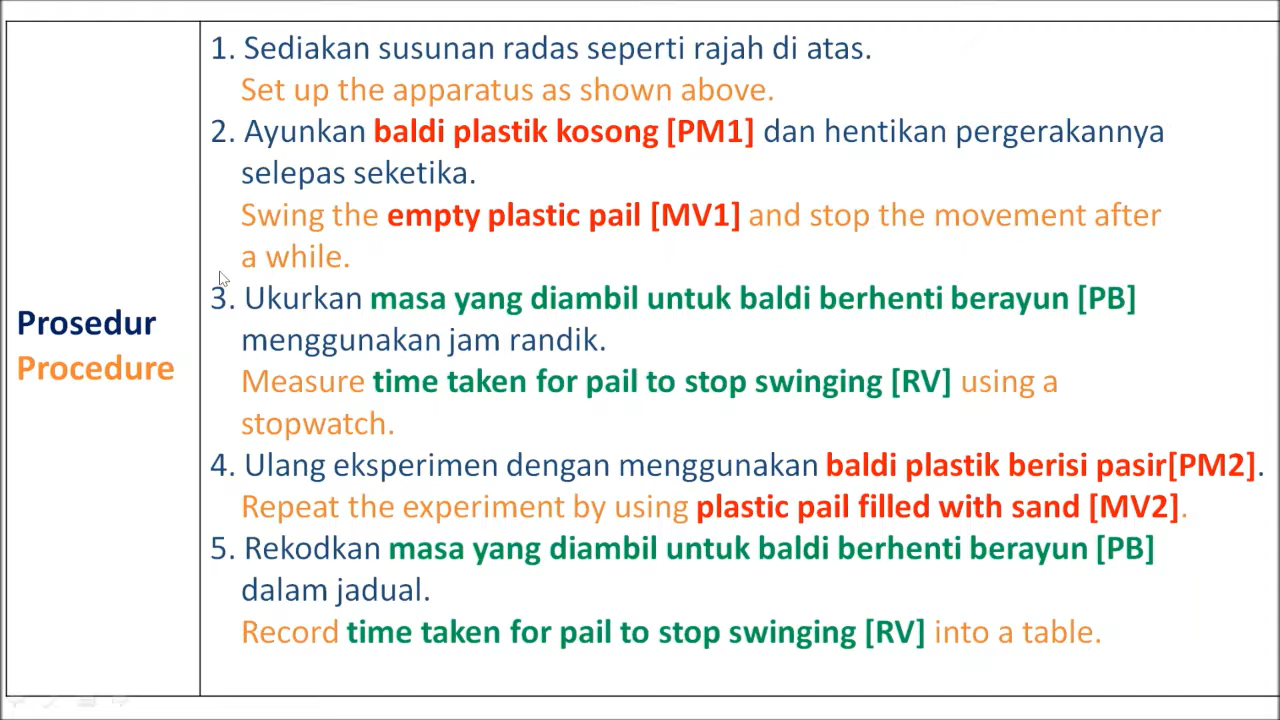 Prosedur
Procedure
1. Sediakan susunan radas seperti rajah di atas.
Set up the apparatus as shown above.
2. Ayunkan baldi plastik kosong [PM1] dan hentikan pergerakannya
selepas seketika.
Swing the empty plastic pail [MV1] and stop the movement after
a while.
3. Ukurkan masa yang diambil untuk baldi berhenti berayun [PB]
menggunakan jam randik.
Measure time taken for pail to stop swinging [RV] using a
stopwatch.
4. Ulang eksperimen dengan menggunakan baldi plastik berisi pasir[PM2].
Repeat the experiment by using plastic pail filled with sand [MV2].
5. Rekodkan masa yang diambil untuk baldi berhenti berayun [PB]
dalam jadual.
Record time taken for pail to stop swinging [RV] into a table.